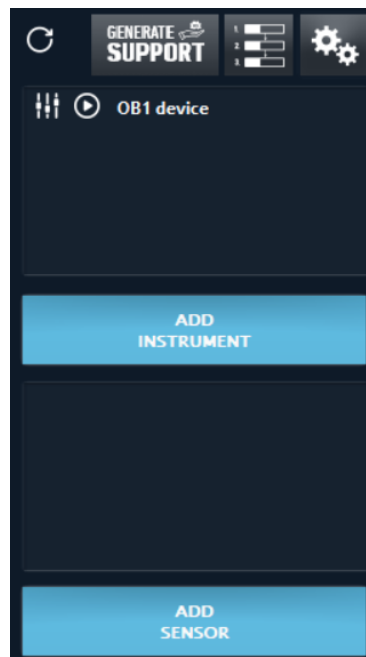 GENERATE
SUPPORT
1.
2.
3.
OB1 device
ADD
INSTRUMENT
ADD
SENSOR